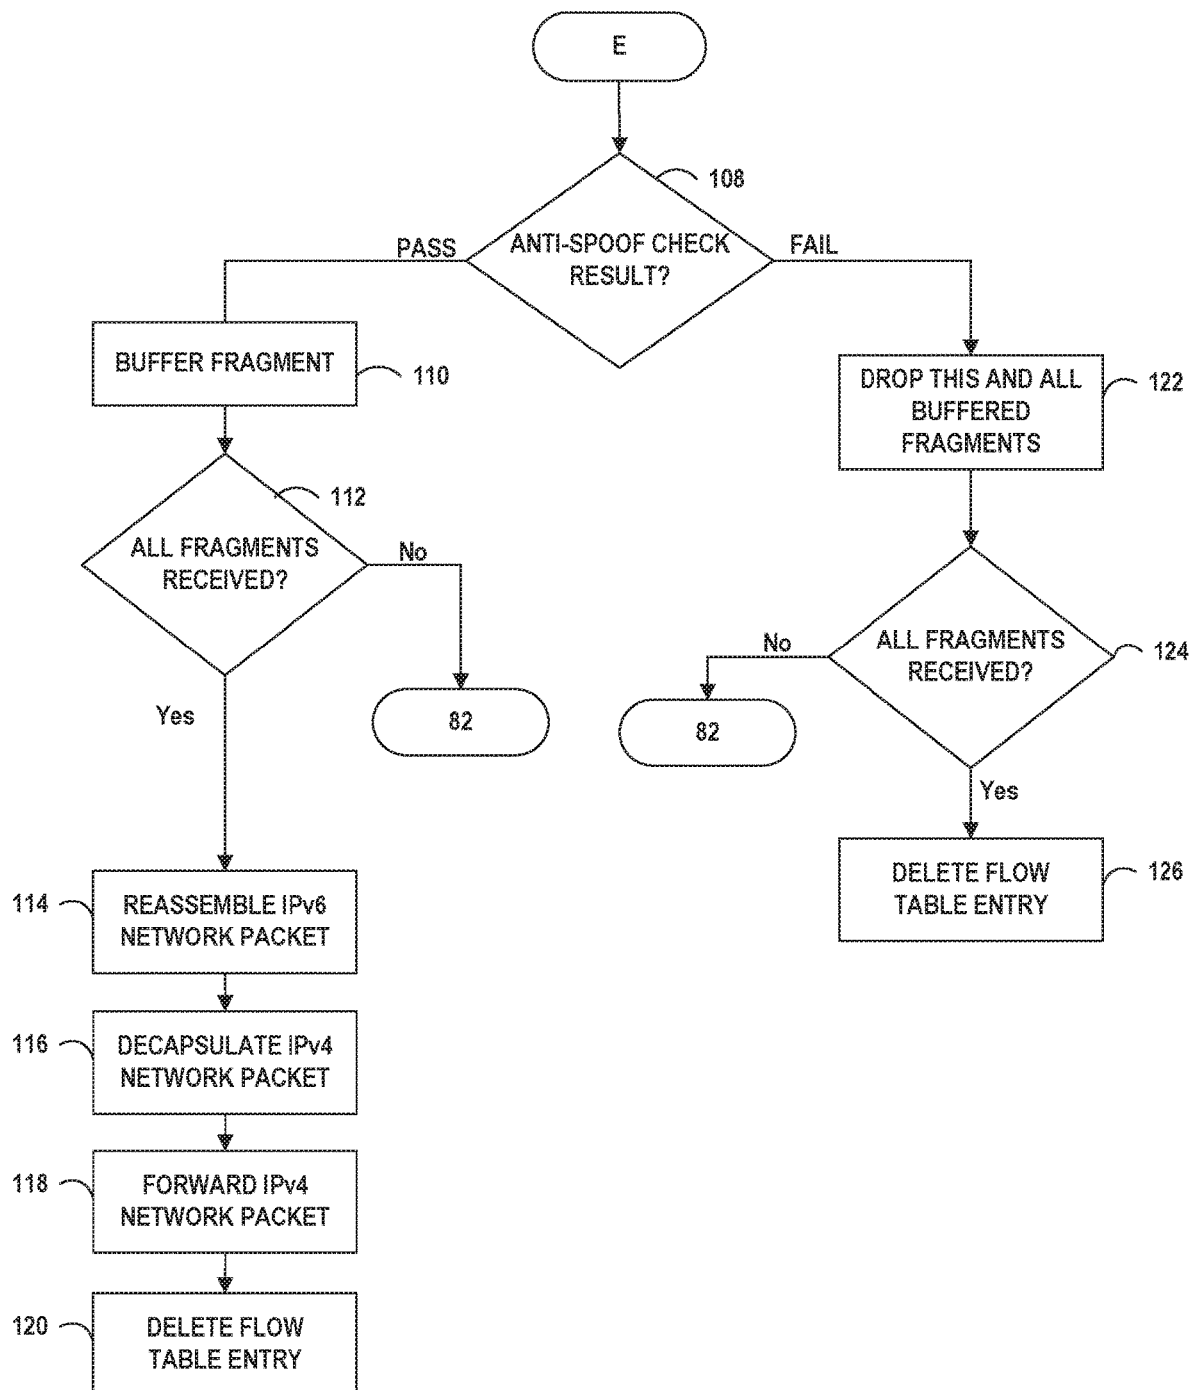 E
108
ANTI-SPOOF CHECK
RESULT?
PASS
FAIL
BUFFER FRAGMENT
110
DROP THIS AND ALL
BUFFERED
FRAGMENTS
122
112
ALL FRAGMENTS
RECEIVED?
No
82
Yes
ALL FRAGMENTS
RECEIVED?
124
No
82
Yes
114
REASSEMBLE IPv6
NETWORK PACKET
DELETE FLOW
TABLE ENTRY
126
116
DECAPSULATE IPv4
NETWORK PACKET
118
FORWARD IPv4
NETWORK PACKET
120
DELETE FLOW
TABLE ENTRY